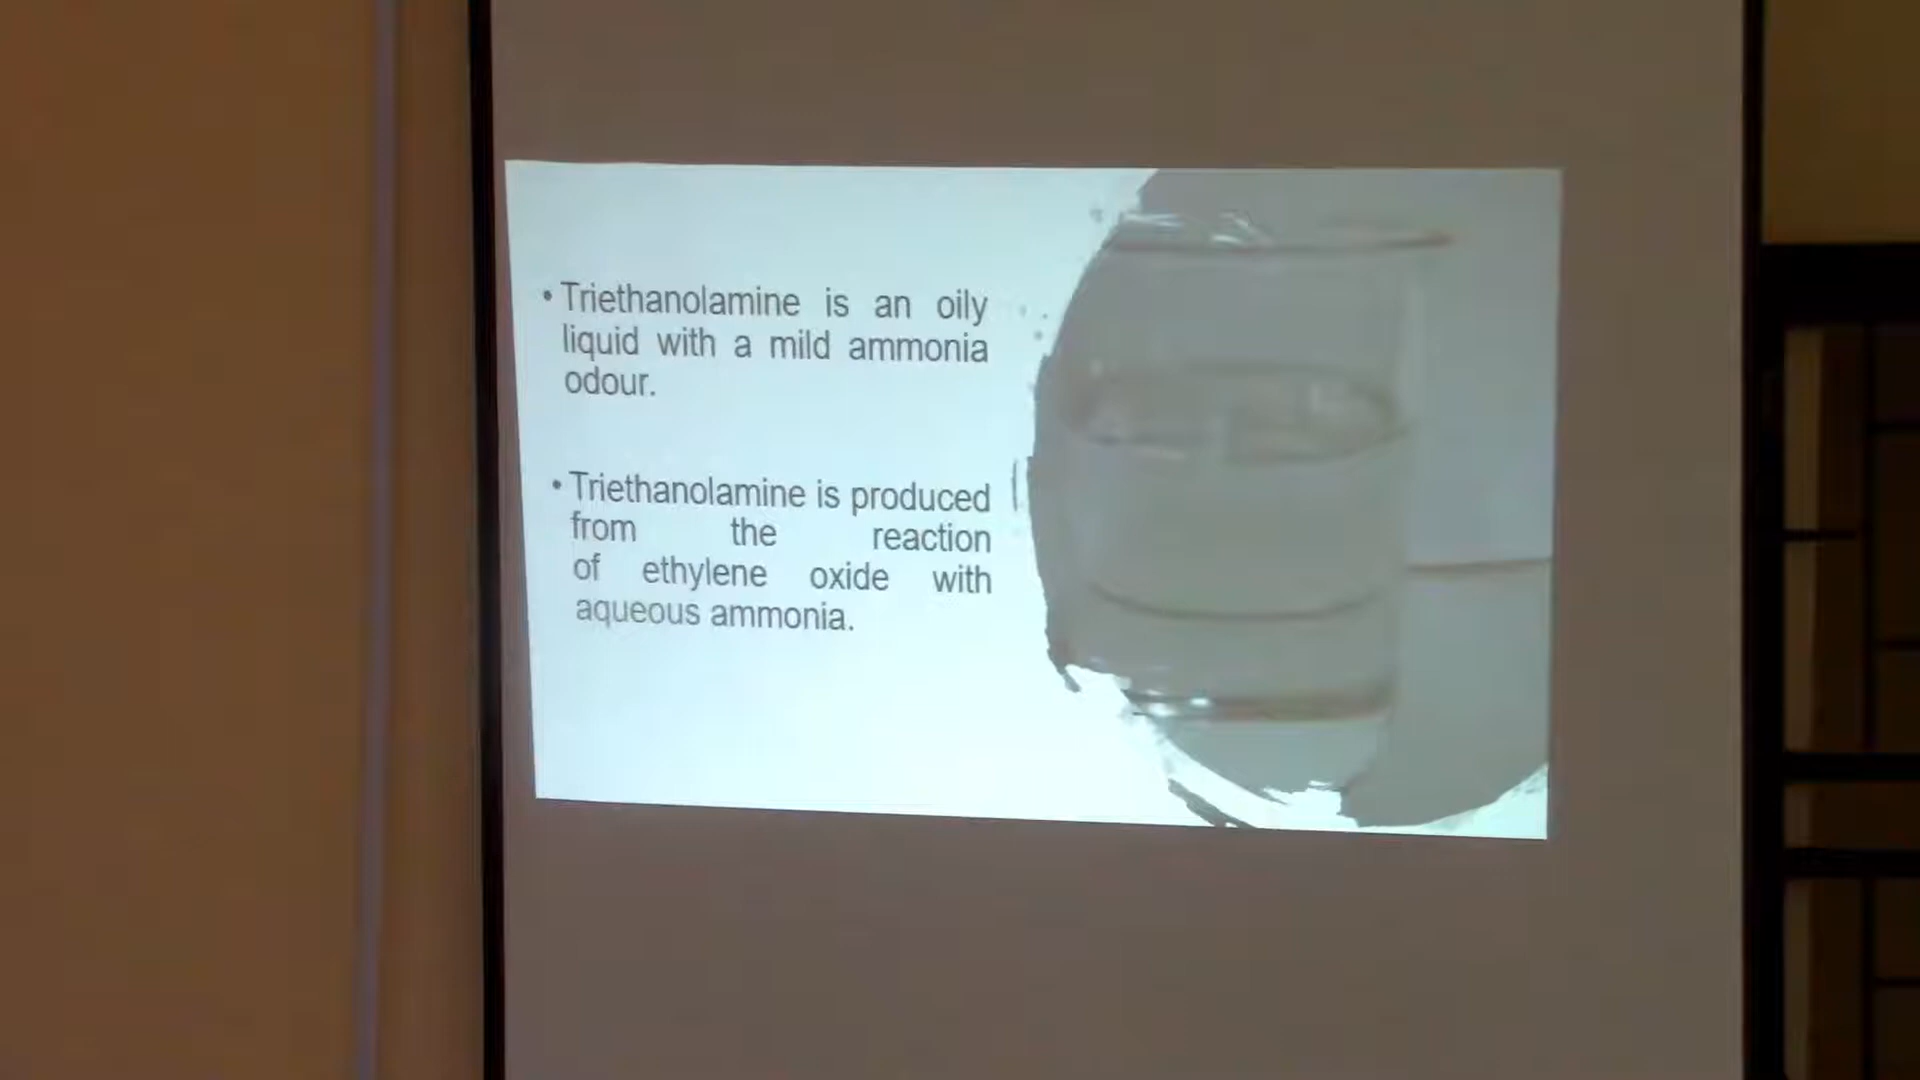 • Triethanolamine is an oily
liquid with a mild ammonia
odour.
• Triethanolamine is produced
from the reaction
of ethylene oxide with
aqueous ammonia.